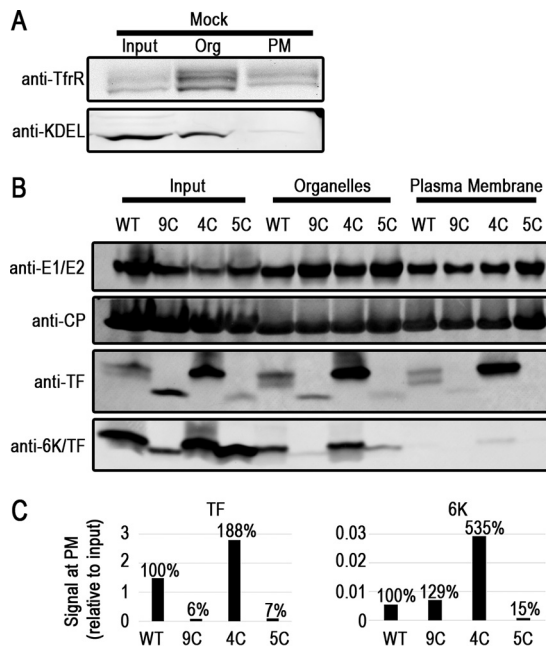 A
Mock
Input Org PM
anti-TfrR
anti-KDEL
B
Input Organelles Plasma Membrane
WT 9C 4C 5C WT 9C 4C 5C WT 9C 4C 5C
anti-E1/E2
anti-CP
anti-TF
anti-6K/TF
C
TF
Signal at PM
(relative to input)
3
2
1
0
100%
6%
188%
7%
WT 9C 4C 5C
6K
0.03
0.02
0.01
0
100%
129%
535%
15%
WT 9C 4C 5C